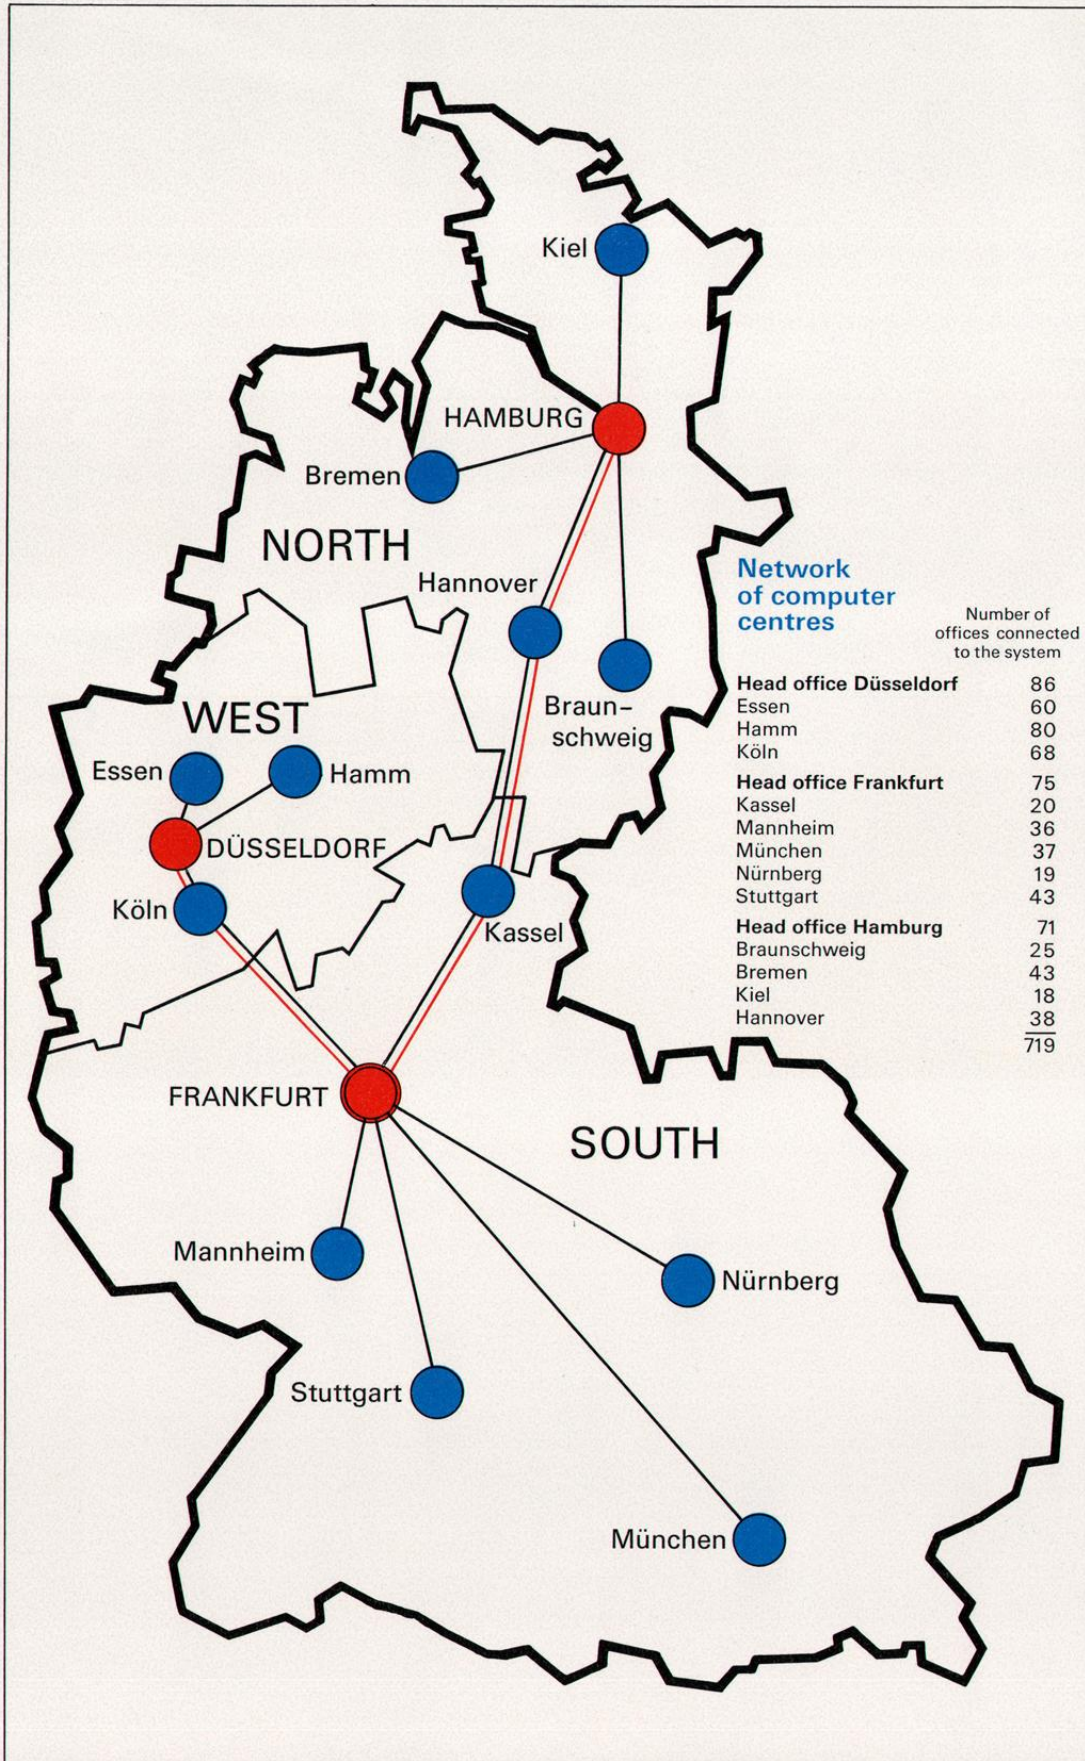 Kiel
HAMBURG
Bremen
NORTH
Hannover
Braun-
schweig
WEST
Essen
Hamm
DÜSSELDORF
Köln
Kassel
FRANKFURT
SOUTH
Mannheim
Nürnberg
Stuttgart
München
Network
of computer
centres
Number of
offices connected
to the system
Head office Düsseldorf 86
Essen 60
Hamm 80
Köln 68
Head office Frankfurt 75
Kassel 20
Mannheim 36
München 37
Nürnberg 19
Stuttgart 43
Head office Hamburg 71
Braunschweig 25
Bremen 43
Kiel 18
Hannover 38
719